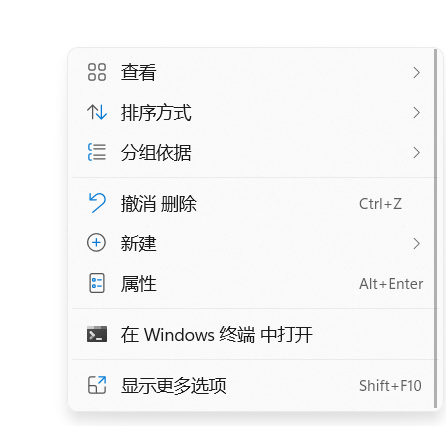 查看
排序方式
分组依据
撤消 删除 Ctrl+Z
新建
属性 Alt+Enter
在 Windows 终端 中打开
显示更多选项 Shift+F10